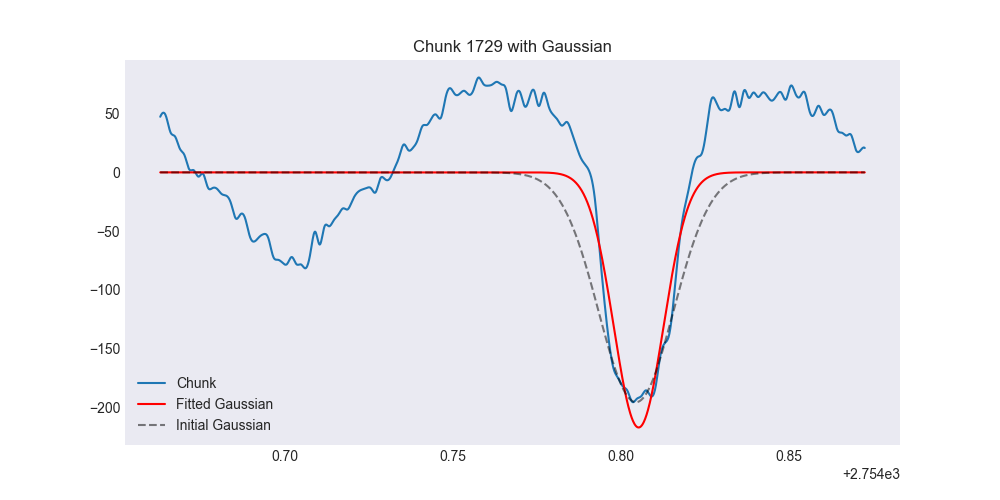 Chunk 1729 with Gaussian
50
0
−50
−100
−150
−200
Chunk
Fitted Gaussian
Initial Gaussian
0.70 0.75 0.80 0.85
+2.754e3